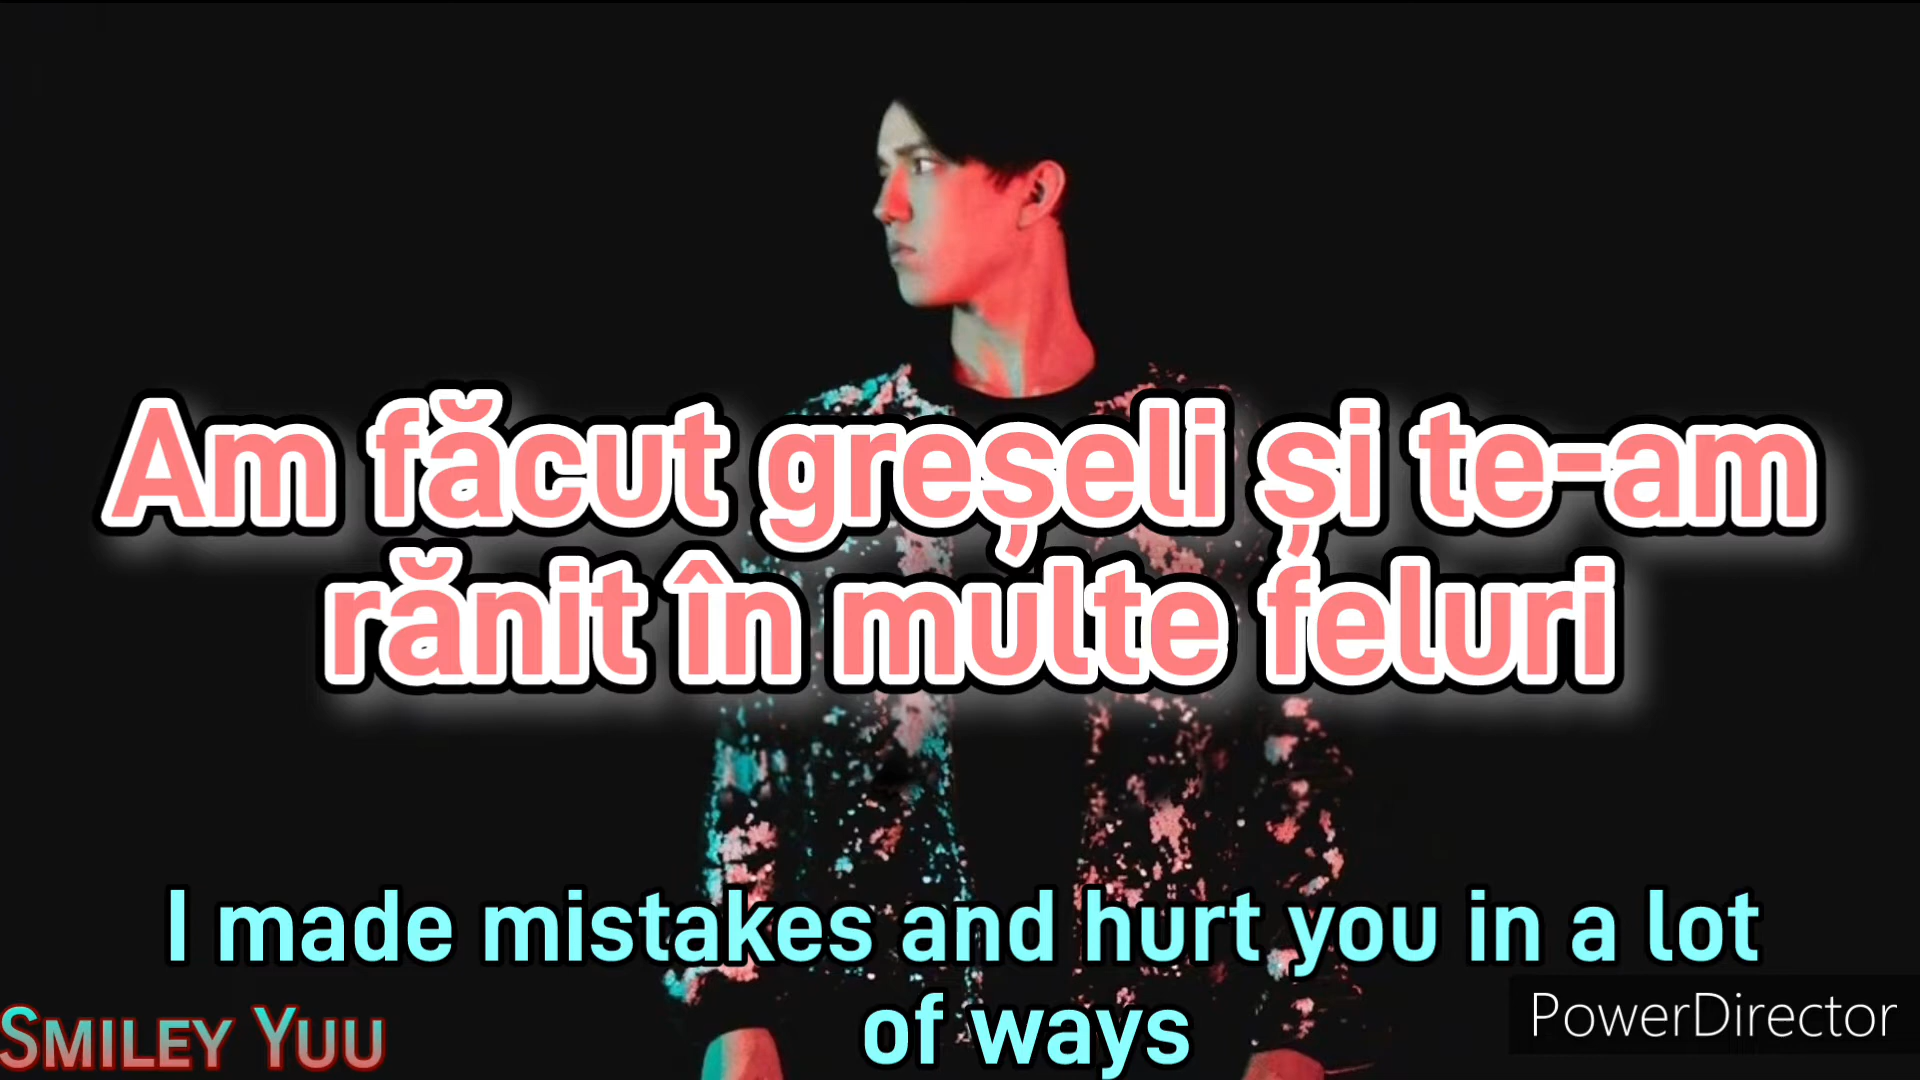 Am făcut greșeli și te-am
rănit în multe feluri
I made mistakes and hurt you in a lot
of ways
SMILEY YUU
PowerDirector